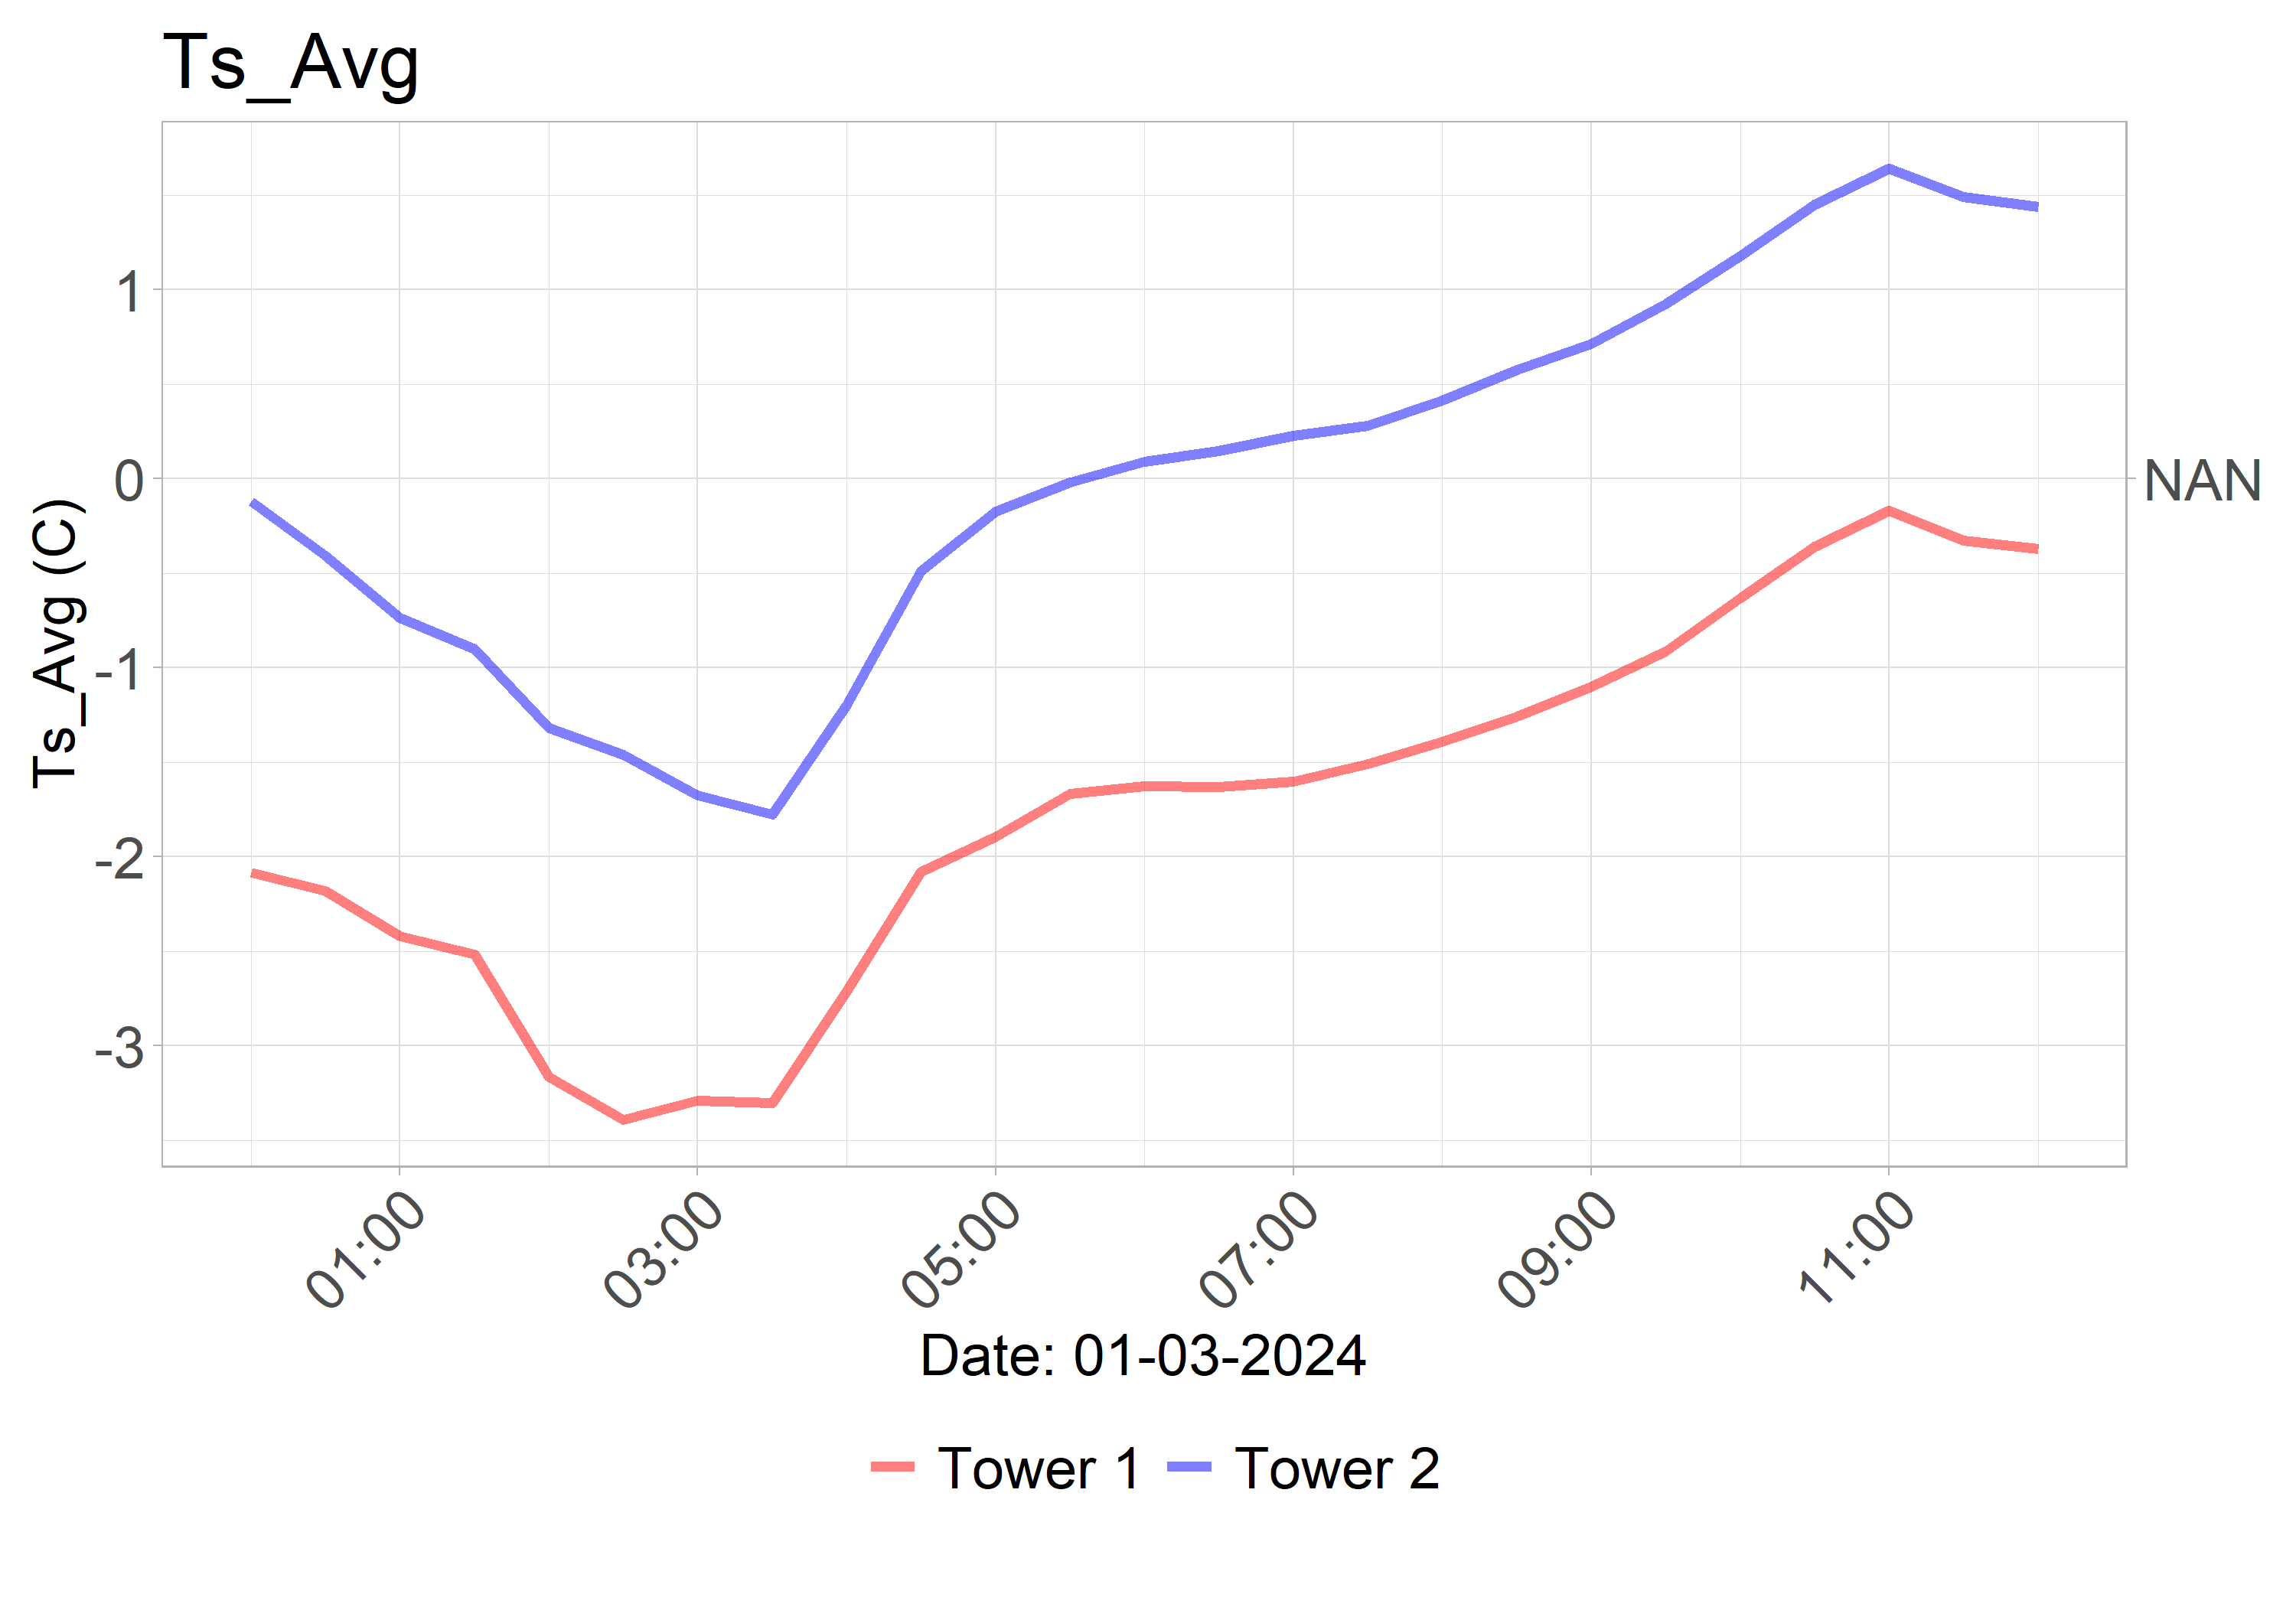 Ts_Avg
Ts_Avg (C)
1
0
-1
-2
-3
NAN
01:00
03:00
05:00
07:00
09:00
11:00
Date: 01-03-2024
Tower 1
Tower 2